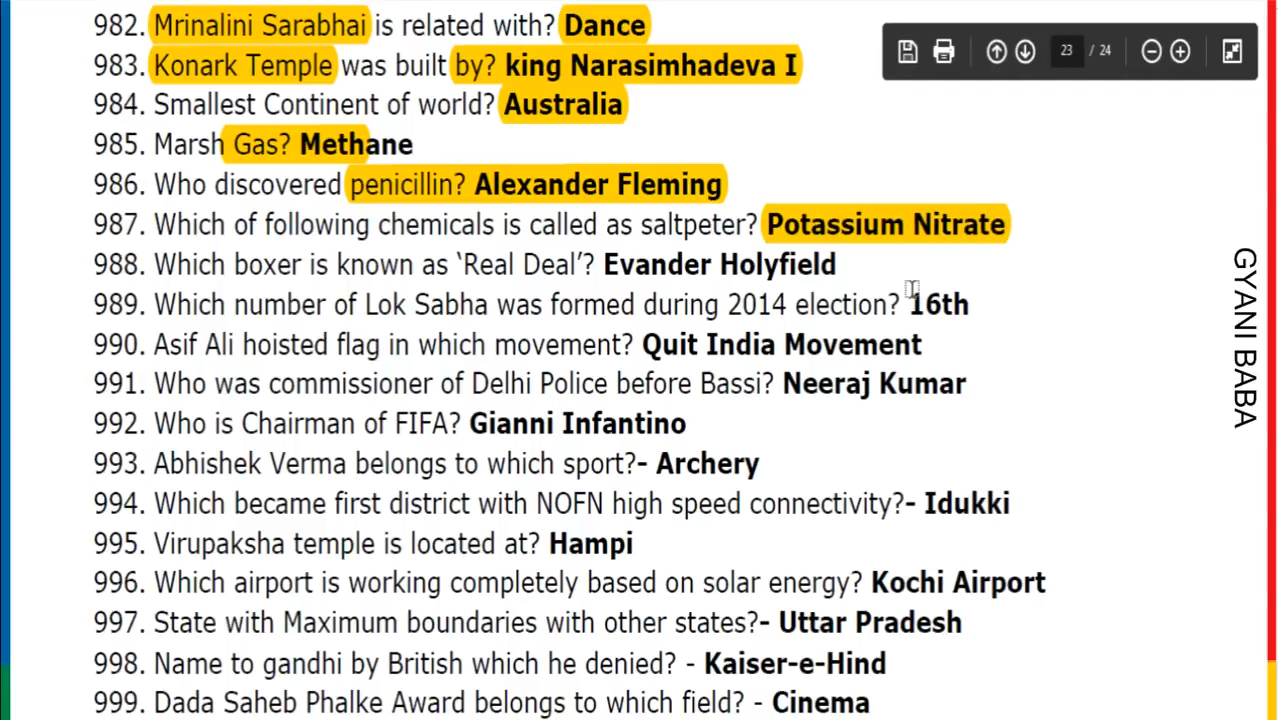 982. Mrinalini Sarabhai is related with? Dance
983. Konark Temple was built by? king Narasimhadeva I
984. Smallest Continent of world? Australia
985. Marsh Gas? Methane
986. Who discovered penicillin? Alexander Fleming
987. Which of following chemicals is called as saltpeter? Potassium Nitrate
988. Which boxer is known as ‘Real Deal’? Evander Holyfield
989. Which number of Lok Sabha was formed during 2014 election? 16th
990. Asif Ali hoisted flag in which movement? Quit India Movement
991. Who was commissioner of Delhi Police before Bassi? Neeraj Kumar
992. Who is Chairman of FIFA? Gianni Infantino
993. Abhishek Verma belongs to which sport?- Archery
994. Which became first district with NOFN high speed connectivity?- Idukki
995. Virupaksha temple is located at? Hampi
996. Which airport is working completely based on solar energy? Kochi Airport
997. State with Maximum boundaries with other states?- Uttar Pradesh
998. Name to gandhi by British which he denied? - Kaiser-e-Hind
999. Dada Saheb Phalke Award belongs to which field? - Cinema
23 / 24
GYANI BABA